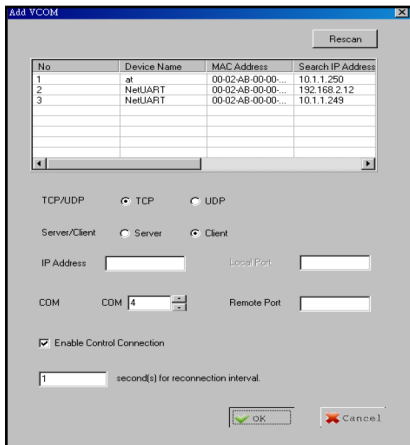 Add VCOM
Rescan
No Device Name MAC Address Search IP Address
1 at 00-02-AB-00-00-... 10.1.1.250
2 NetUART 00-02-AB-00-00-... 192.168.2.12
3 NetUART 00-02-AB-00-00-... 10.1.1.249
TCP/UDP TCP UDP
Server/Client Server Client
IP Address Local Port
COM COM 4 Remote Port
Enable Control Connection
1 second(s) for reconnection interval.
OK Cancel